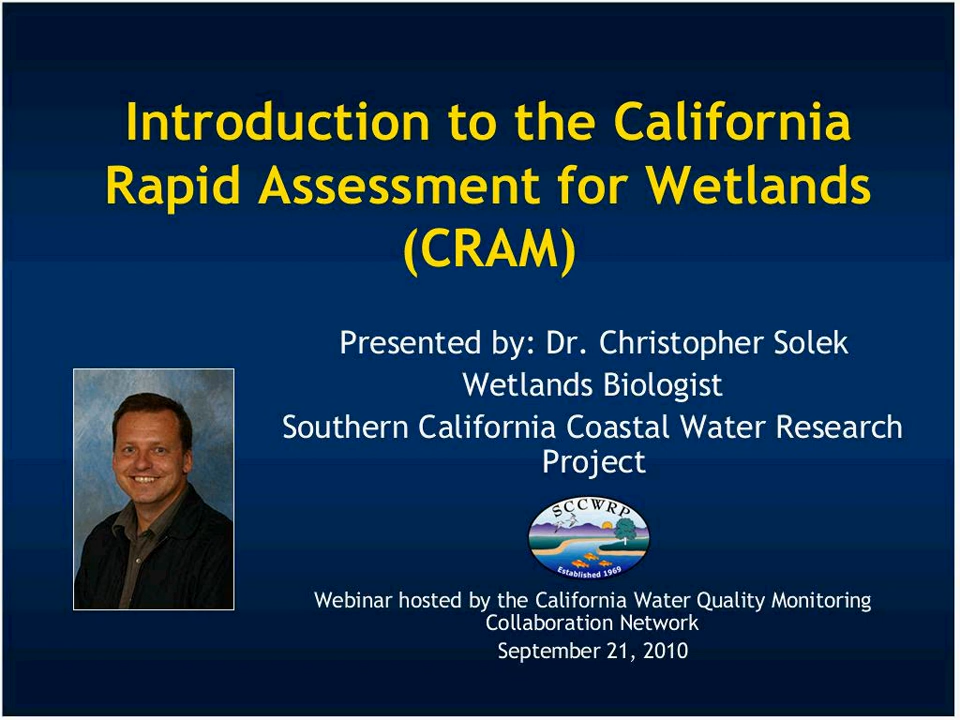 Introduction to the California
Rapid Assessment for Wetlands
(CRAM)
Presented by: Dr. Christopher Solek
Wetlands Biologist
Southern California Coastal Water Research
Project
SCCWRP
Established 1969
Webinar hosted by the California Water Quality Monitoring
Collaboration Network
September 21, 2010